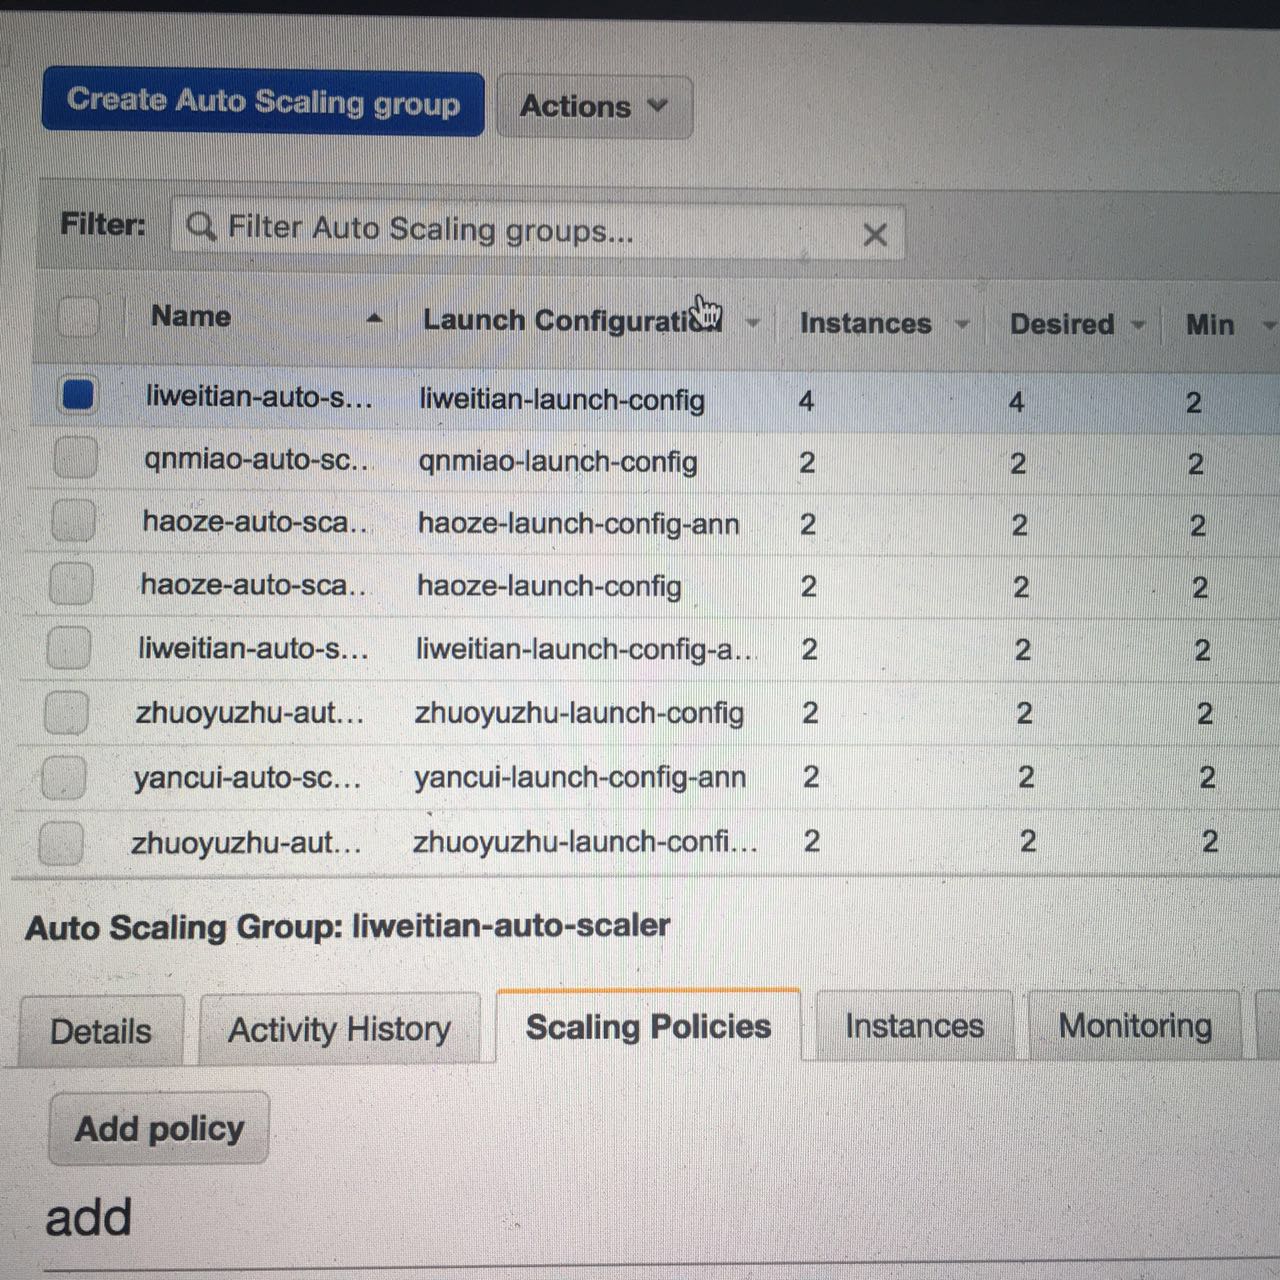 Create Auto Scaling group Actions
Filter: Filter Auto Scaling groups...
Name Launch Configurati Instances Desired Min
liweitian-auto-s... liweitian-launch-config 4 4 2
qnmiao-auto-sc... qnmiao-launch-config 2 2 2
haoze-auto-sca... haoze-launch-config-ann 2 2 2
haoze-auto-sca... haoze-launch-config 2 2 2
liweitian-auto-s... liweitian-launch-config-a... 2 2 2
zhuoyuzhu-aut... zhuoyuzhu-launch-config 2 2 2
yancui-auto-sc... yancui-launch-config-ann 2 2 2
zhuoyuzhu-aut... zhuoyuzhu-launch-confi... 2 2 2
Auto Scaling Group: liweitian-auto-scaler
Details Activity History Scaling Policies Instances Monitoring
Add policy
add